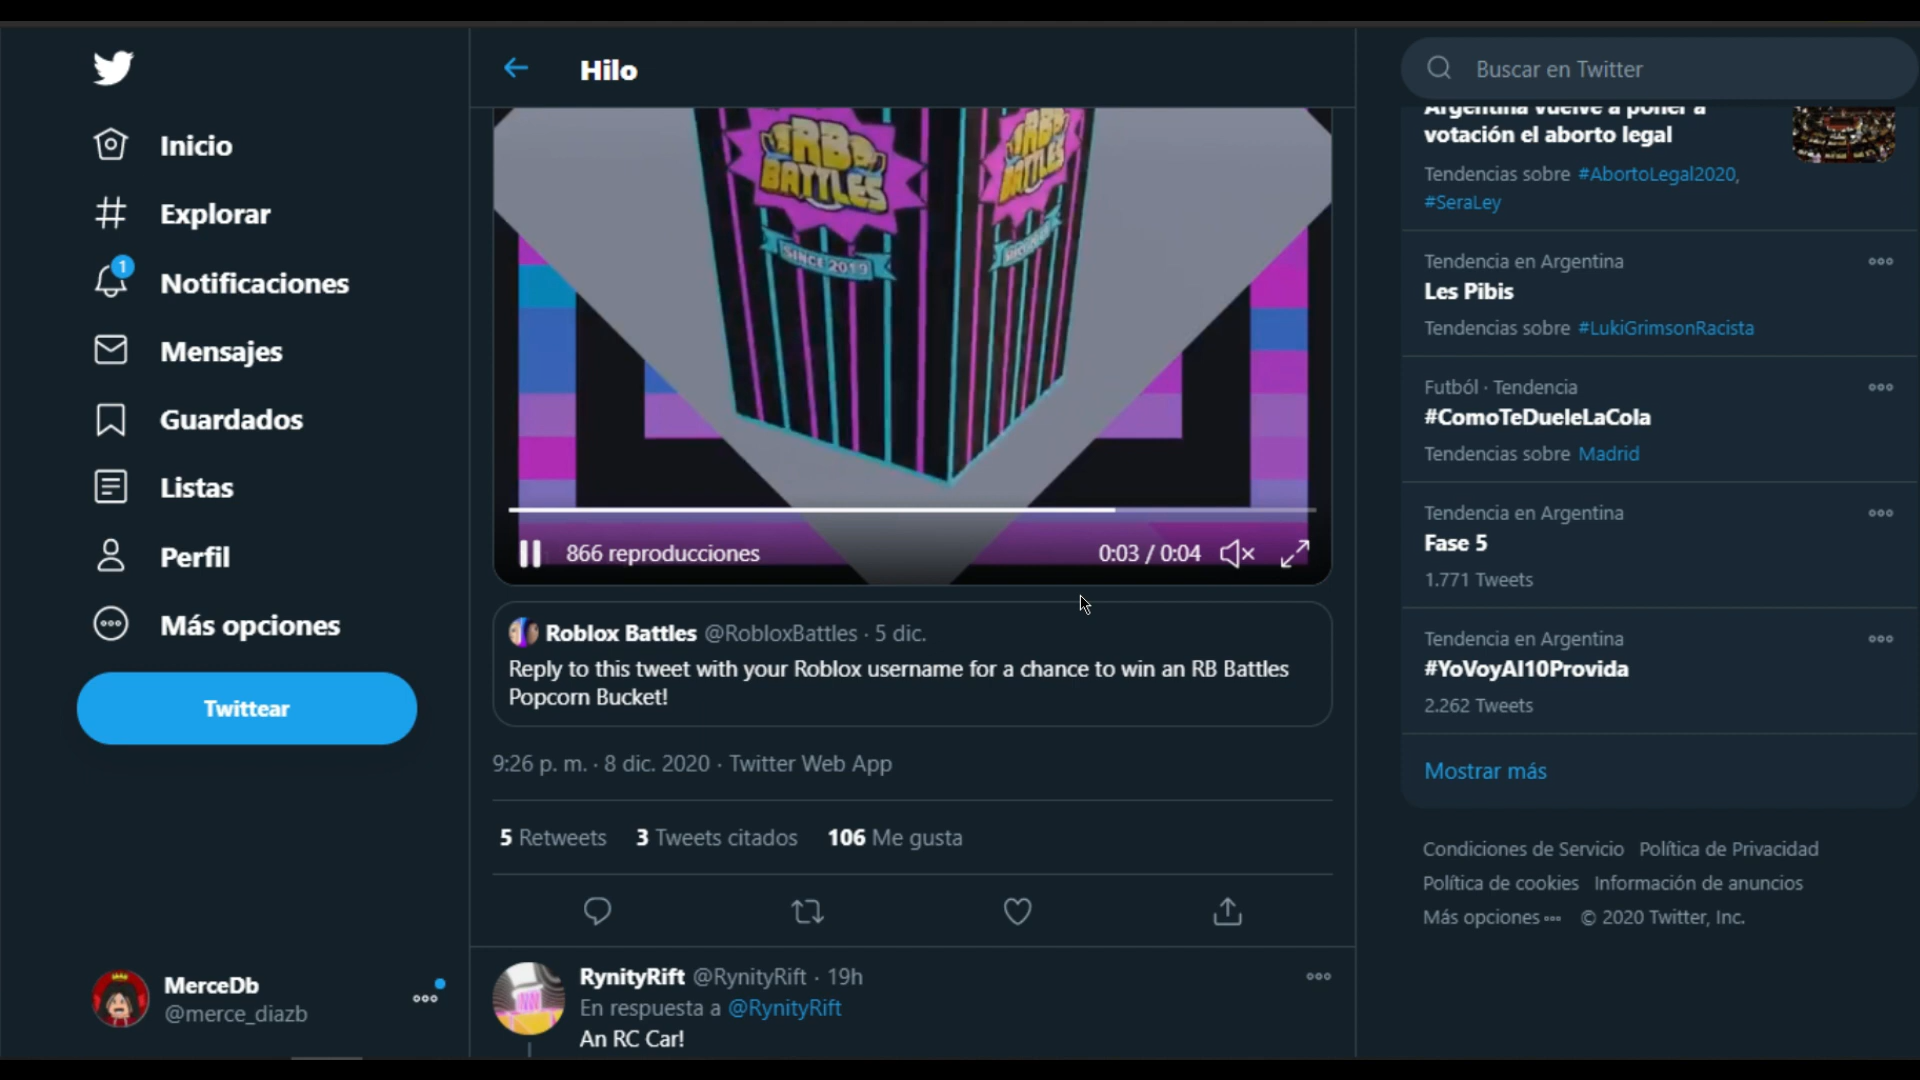 Inicio
Explorar
1
Notificaciones
Mensajes
Guardados
Listas
Perfil
Más opciones
Twittear
MerceDb
@merce_diazb
Hilo
RB
BATTLES
SINCE 2019
RB
BATTLES
866 reproducciones
0:03 / 0:04
Roblox Battles @RobloxBattles · 5 dic.
Reply to this tweet with your Roblox username for a chance to win an RB Battles
Popcorn Bucket!
9:26 p. m. · 8 dic. 2020 · Twitter Web App
5 Retweets 3 Tweets citados 106 Me gusta
RynityRift @RynityRift · 19h
En respuesta a @RynityRift
An RC Car!
Buscar en Twitter
Argentina vuelve a poner a
votación el aborto legal
Tendencias sobre #AbortoLegal2020,
#SeraLey
Tendencia en Argentina
Les Pibis
Tendencias sobre #LukiGrimsonRacista
Futból · Tendencia
#ComoTeDueleLaCola
Tendencias sobre Madrid
Tendencia en Argentina
Fase 5
1.771 Tweets
Tendencia en Argentina
#YoVoyAl10Provida
2.262 Tweets
Mostrar más
Condiciones de Servicio Política de Privacidad
Política de cookies Información de anuncios
Más opciones © 2020 Twitter, Inc.